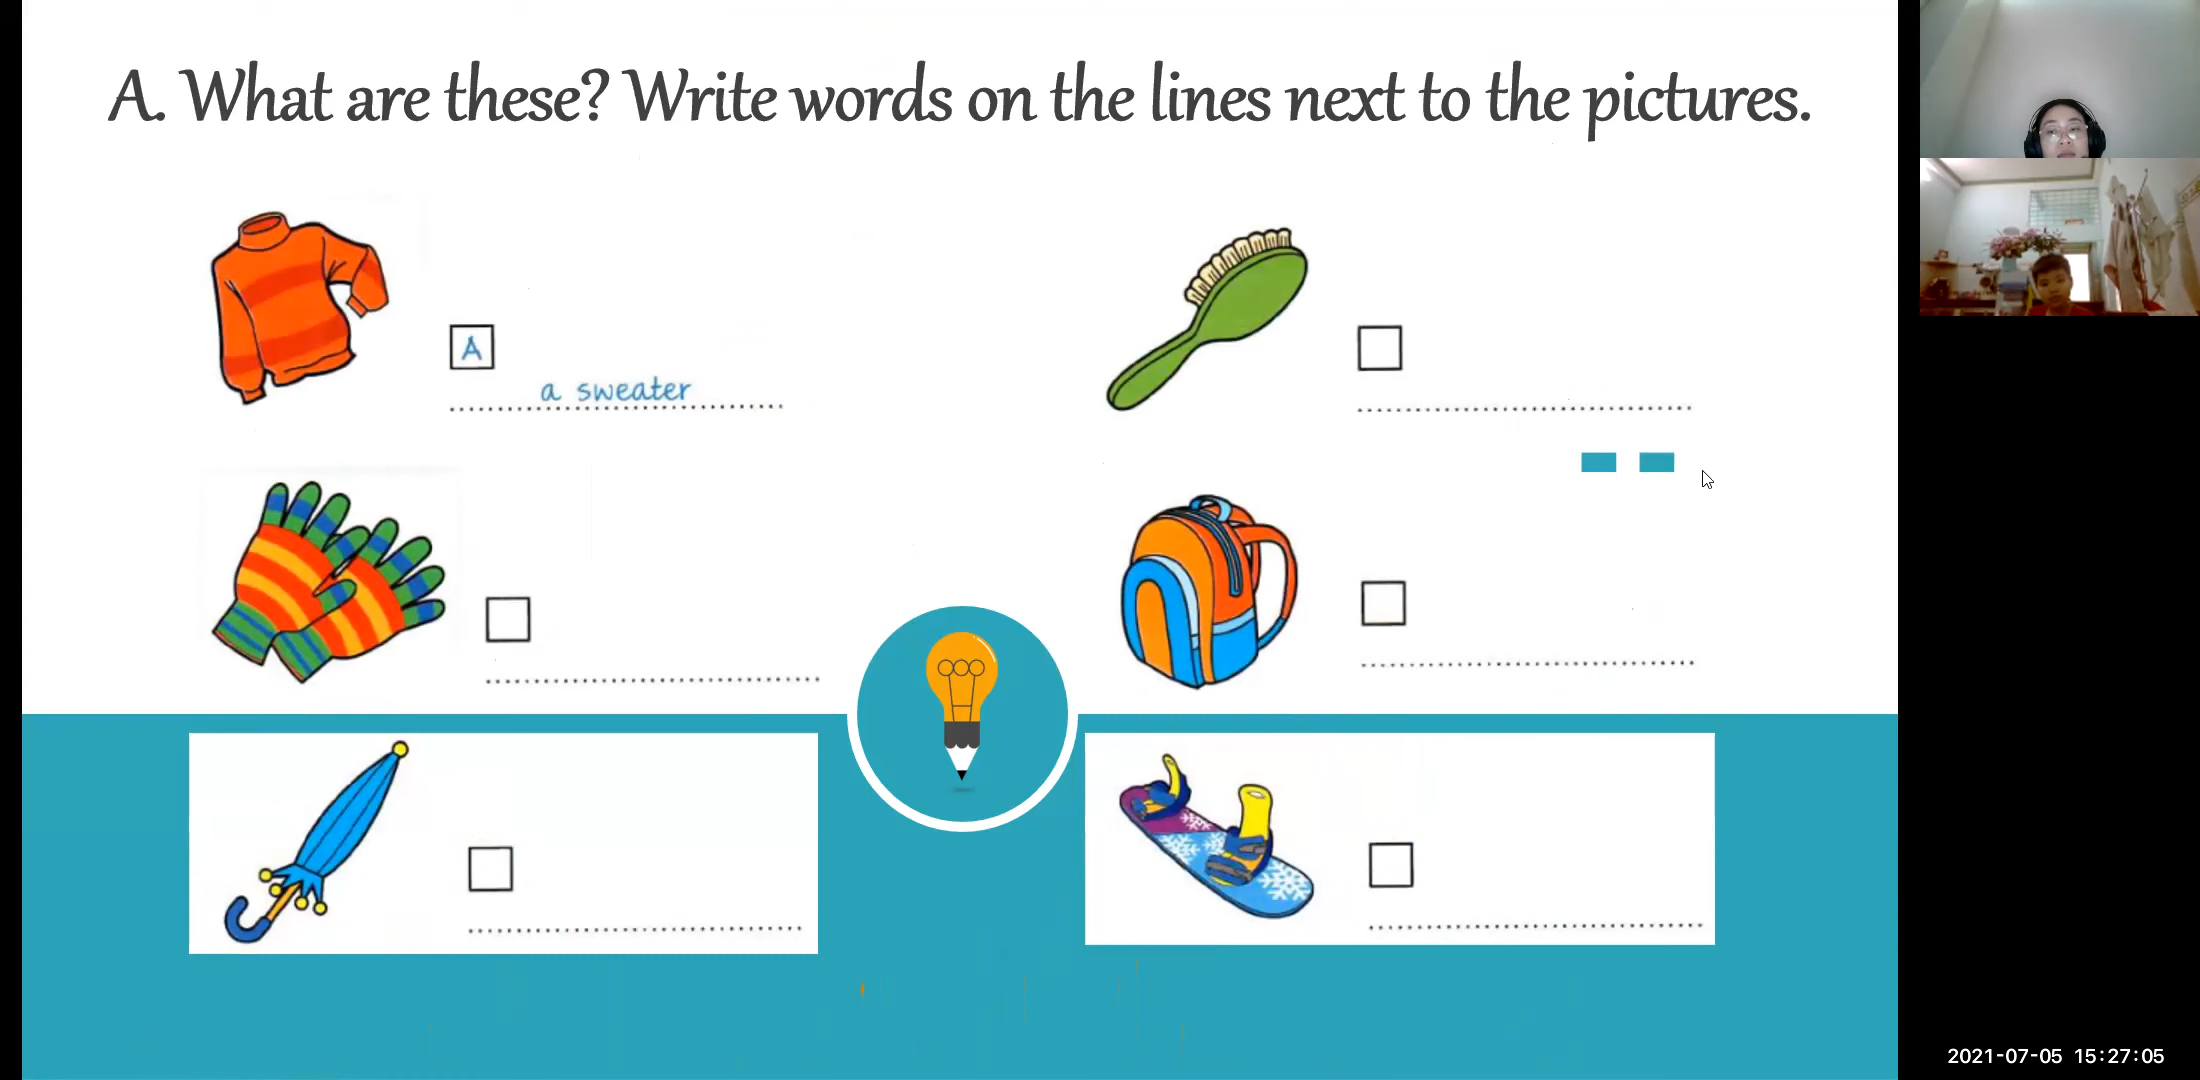 A. What are these? Write words on the lines next to the pictures.
A
a sweater
2021-07-05 15:27:05